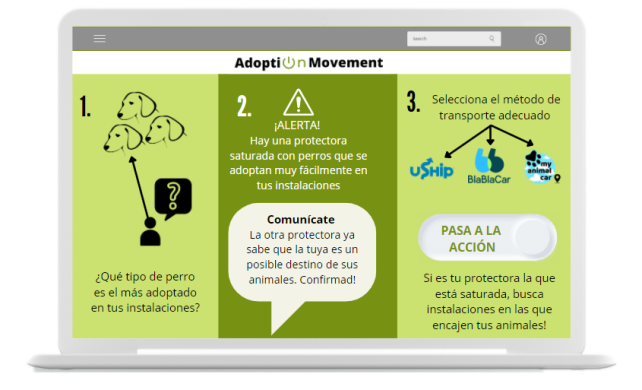 Search
AdoptiOn Movement
1.
?
¿Qué tipo de perro
es el más adoptado
en tus instalaciones?
2.
!
¡ALERTA!
Hay una protectora
saturada con perros que se
adoptan muy fácilmente en
tus instalaciones
Comunícate
La otra protectora ya
sabe que la tuya es un
posible destino de sus
animales. Confirmad!
3.
Selecciona el método de
transporte adecuado
uShip
BlaBlaCar
my
animal
car
PASA A LA
ACCIÓN
Si es tu protectora la que
está saturada, busca
instalaciones en las que
encajen tus animales!